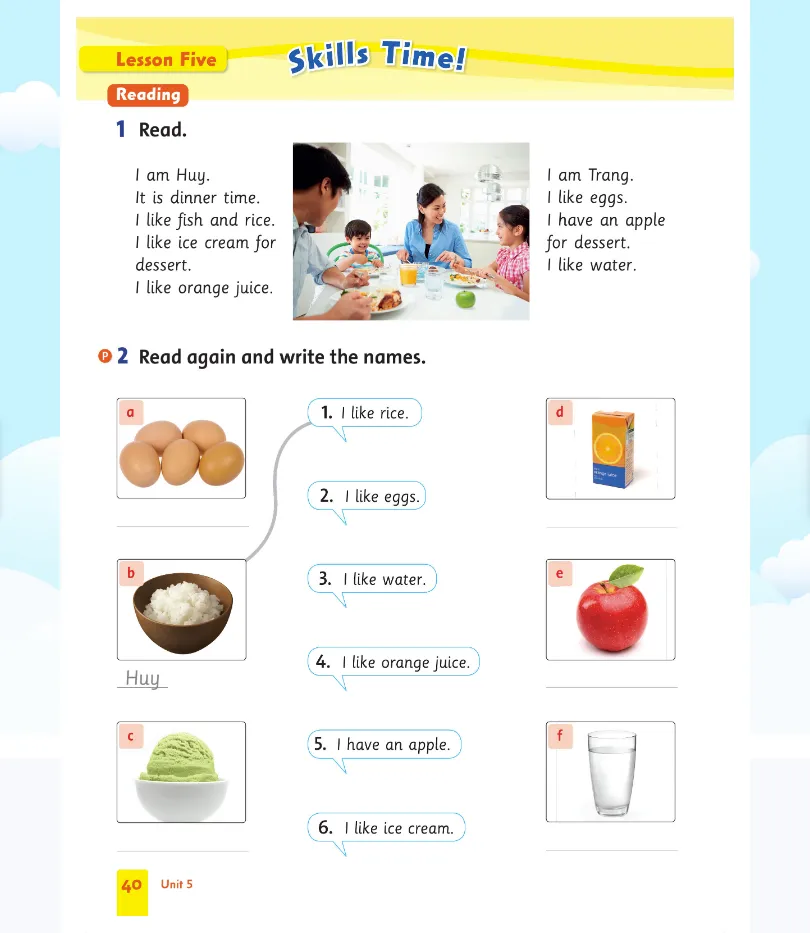 Lesson Five
Skills Time!
Reading
1 Read.
I am Huy.
It is dinner time.
I like fish and rice.
I like ice cream for
dessert.
I like orange juice.
I am Trang.
I like eggs.
I have an apple
for dessert.
I like water.
P 2 Read again and write the names.
a
b
Huy
c
1. I like rice.
2. I like eggs.
3. I like water.
4. I like orange juice.
5. I have an apple.
6. I like ice cream.
d
e
f
40 Unit 5